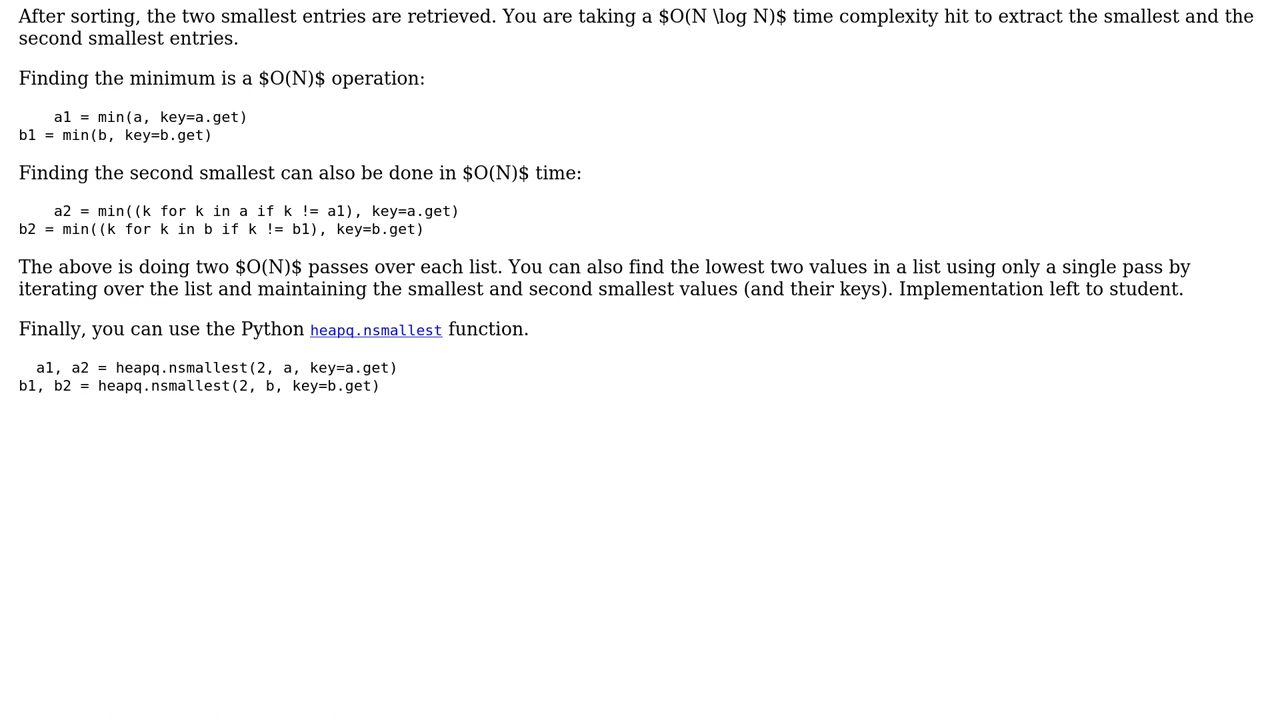 After sorting, the two smallest entries are retrieved. You are taking a $O(N \log N)$ time complexity hit to extract the smallest and the
second smallest entries.
Finding the minimum is a $O(N)$ operation:
    a1 = min(a, key=a.get)
b1 = min(b, key=b.get)
Finding the second smallest can also be done in $O(N)$ time:
    a2 = min((k for k in a if k != a1), key=a.get)
b2 = min((k for k in b if k != b1), key=b.get)
The above is doing two $O(N)$ passes over each list. You can also find the lowest two values in a list using only a single pass by
iterating over the list and maintaining the smallest and second smallest values (and their keys). Implementation left to student.
Finally, you can use the Python heapq.nsmallest function.
  a1, a2 = heapq.nsmallest(2, a, key=a.get)
b1, b2 = heapq.nsmallest(2, b, key=b.get)